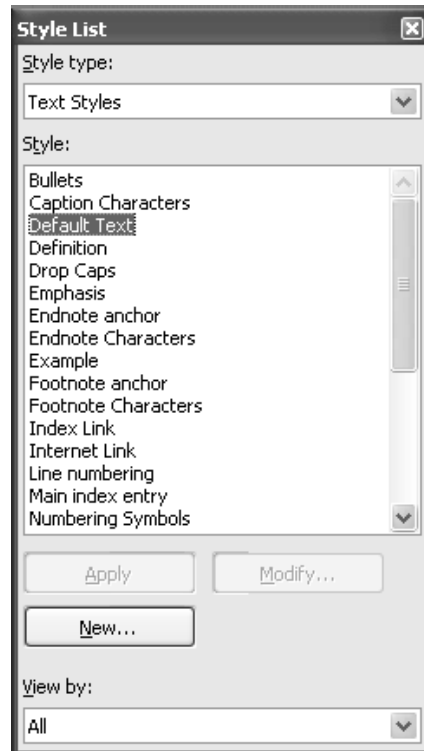 Style List
Style type:
Text Styles
Style:
Bullets
Caption Characters
Default Text
Definition
Drop Caps
Emphasis
Endnote anchor
Endnote Characters
Example
Footnote anchor
Footnote Characters
Index Link
Internet Link
Line numbering
Main index entry
Numbering Symbols
Apply Modify...
New...
View by:
All